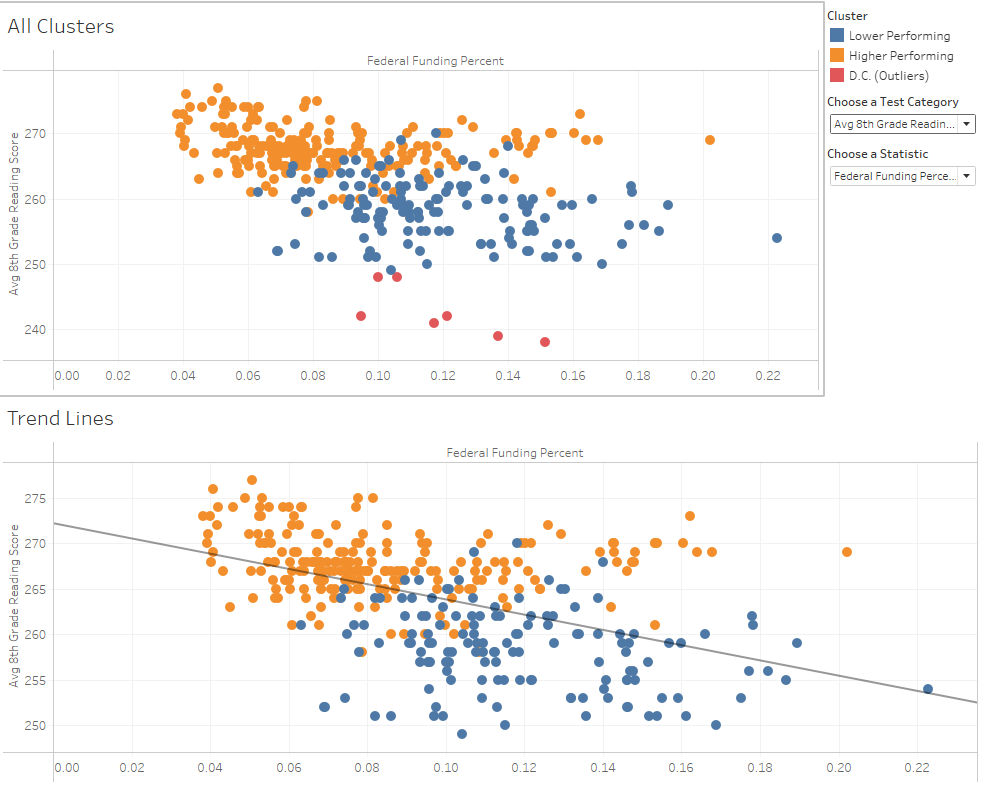 All Clusters
Federal Funding Percent
Avg 8th Grade Reading Score
270
260
250
240
0.00 0.02 0.04 0.06 0.08 0.10 0.12 0.14 0.16 0.18 0.20 0.22
Cluster
Lower Performing
Higher Performing
D.C. (Outliers)
Choose a Test Category
Avg 8th Grade Readin...
Choose a Statistic
Federal Funding Perce...
Trend Lines
Federal Funding Percent
Avg 8th Grade Reading Score
275
270
265
260
255
250
0.00 0.02 0.04 0.06 0.08 0.10 0.12 0.14 0.16 0.18 0.20 0.22